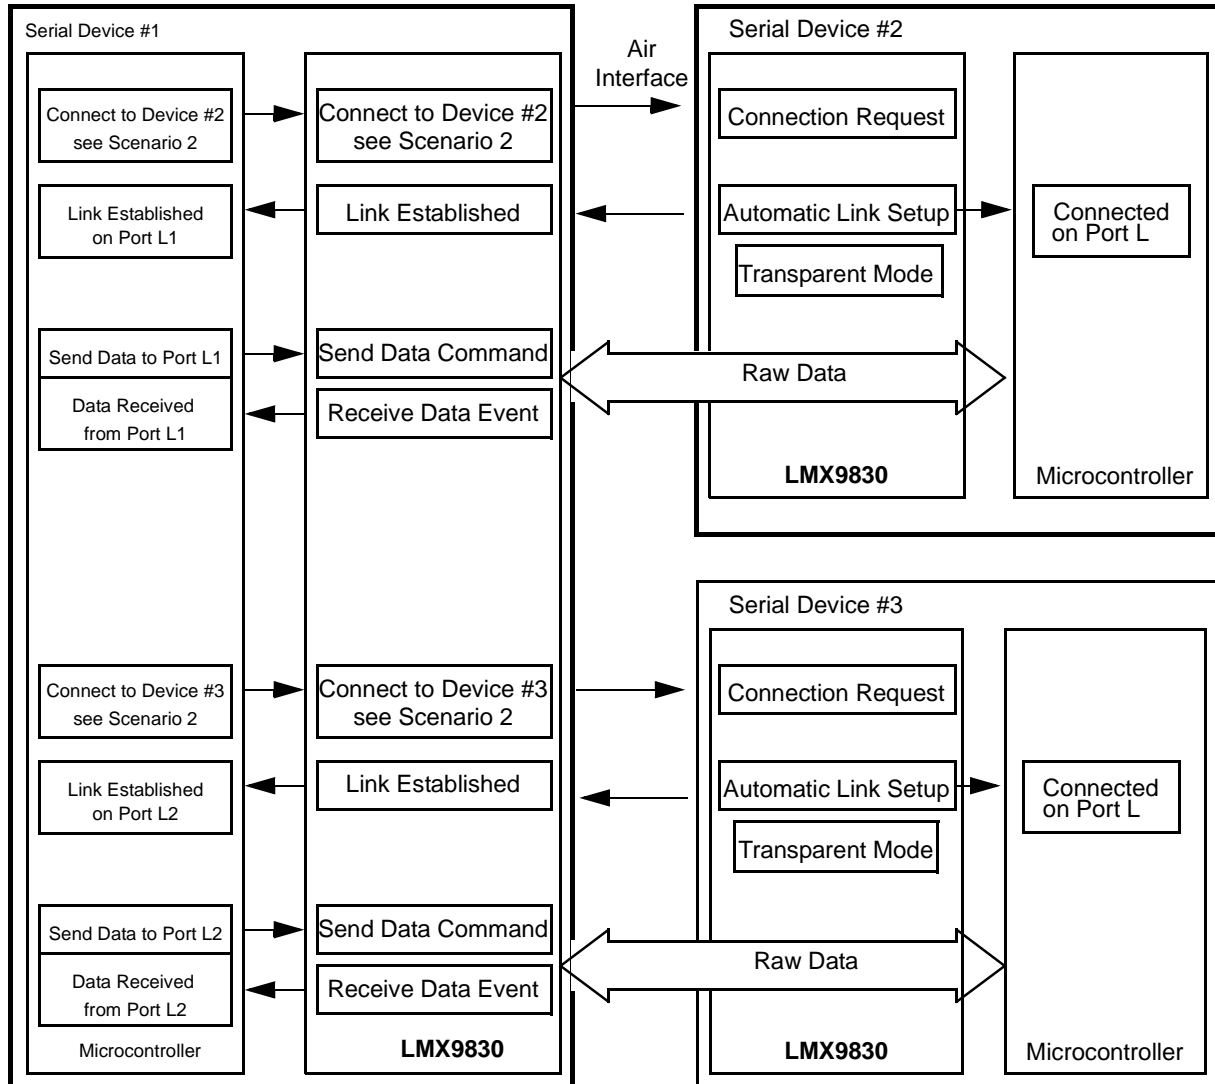 Serial Device #1
Connect to Device #2
see Scenario 2
Connect to Device #2
see Scenario 2
Link Established
on Port L1
Link Established
Send Data to Port L1
Send Data Command
Data Received
from Port L1
Receive Data Event
Connect to Device #3
see Scenario 2
Connect to Device #3
see Scenario 2
Link Established
on Port L2
Link Established
Send Data to Port L2
Send Data Command
Data Received
from Port L2
Receive Data Event
Microcontroller
LMX9830
Air
Interface
Serial Device #2
Connection Request
Automatic Link Setup
Connected
on Port L
Transparent Mode
Raw Data
LMX9830
Microcontroller
Serial Device #3
Connection Request
Automatic Link Setup
Connected
on Port L
Transparent Mode
Raw Data
LMX9830
Microcontroller